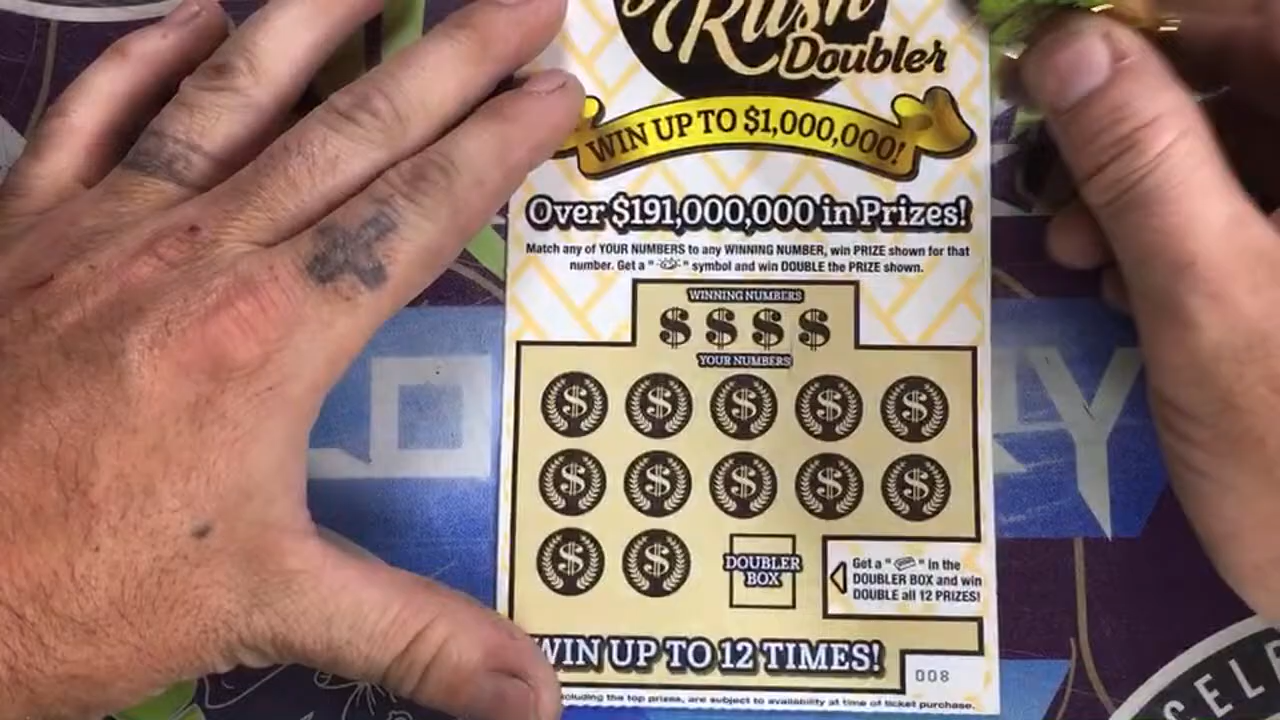 Rush
Doubler
WIN UP TO $1,000,000!
Over $191,000,000 in Prizes!
Match any of YOUR NUMBERS to any WINNING NUMBER, win PRIZE shown for that
number. Get a " " symbol and win DOUBLE the PRIZE shown.
WINNING NUMBERS
$ $ $ $
YOUR NUMBERS
$ $ $ $ $
$ $ $ $ $
$ $
DOUBLER
BOX
Get a " " in the
DOUBLER BOX and win
DOUBLE all 12 PRIZES!
WIN UP TO 12 TIMES!
008
cluding the top prizes, are subject to availability at time of ticket purchase.
SEL